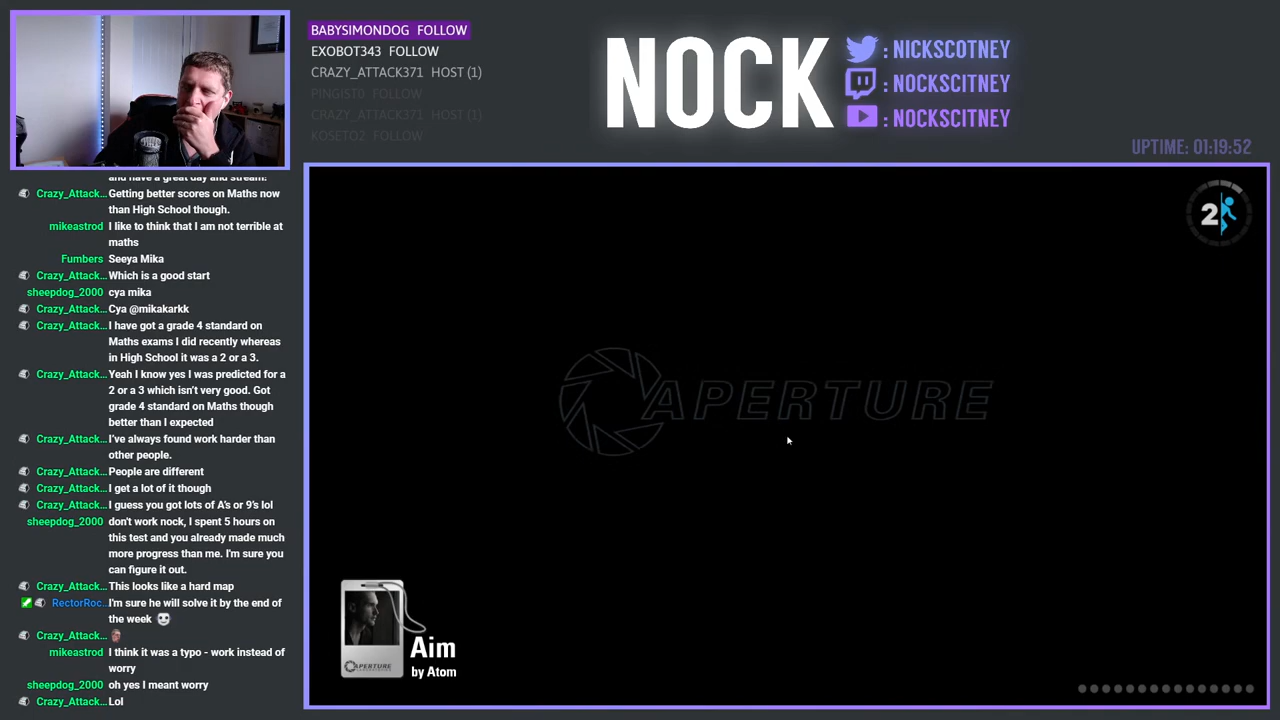 BABYSIMONDOG FOLLOW
EXOBOT343 FOLLOW
CRAZY_ATTACK371 HOST (1)
PINGIST0 FOLLOW
CRAZY_ATTACK371 HOST (1)
KOSETO2 FOLLOW
NOCK
: NICKSCOTNEY
: NOCKSCITNEY
: NOCKSCITNEY
UPTIME: 01:19:52
and have a great day and stream!
Crazy_Attack... Getting better scores on Maths now
than High School though.
mikeastrod I like to think that I am not terrible at
maths
Fumbers Seeya Mika
Crazy_Attack... Which is a good start
sheepdog_2000 cya mika
Crazy_Attack... Cya @mikakarkk
Crazy_Attack... I have got a grade 4 standard on
Maths exams I did recently whereas
in High School it was a 2 or a 3.
Crazy_Attack... Yeah I know yes I was predicted for a
2 or a 3 which isn't very good. Got
grade 4 standard on Maths though
better than I expected
Crazy_Attack... I've always found work harder than
other people.
Crazy_Attack... People are different
Crazy_Attack... I get a lot of it though
Crazy_Attack... I guess you got lots of A's or 9's lol
sheepdog_2000 don't work nock, I spent 5 hours on
this test and you already made much
more progress than me. I'm sure you
can figure it out.
Crazy_Attack... This looks like a hard map
RectorRoc... I'm sure he will solve it by the end of
the week
Crazy_Attack...
mikeastrod I think it was a typo - work instead of
worry
sheepdog_2000 oh yes I meant worry
Crazy_Attack... Lol
2
APERTURE
APERTURE
Aim
by Atom